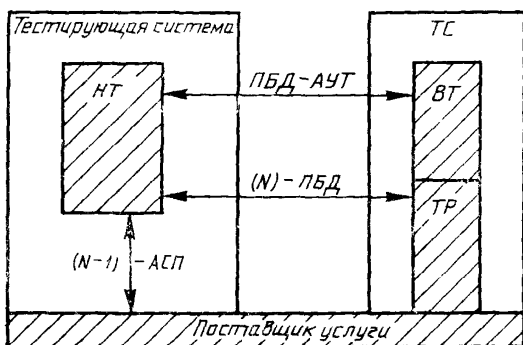 Тестирующая система
ТС
НТ
ПБД-АУТ
ВТ
(N)-ПБД
ТР
(N-1)-АСП
Поставщик услуги